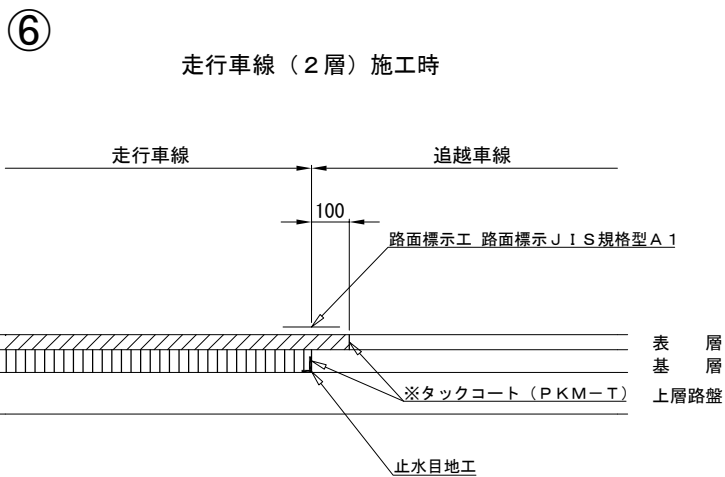 ⑥
走行車線（２層）施工時
走行車線
追越車線
100
路面標示工 路面標示ＪＩＳ規格型Ａ１
表　層
基　層
※タックコート（ＰＫＭ－Ｔ）
上層路盤
止水目地工